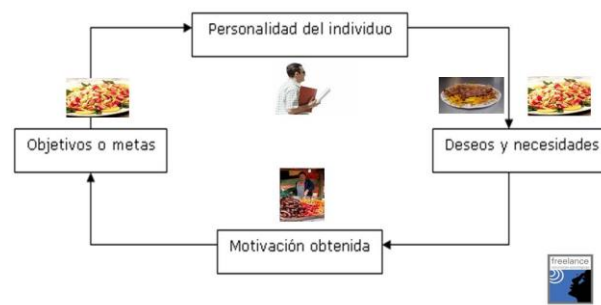 Personalidad del individuo
Objetivos o metas
Deseos y necesidades
Motivación obtenida
freelance